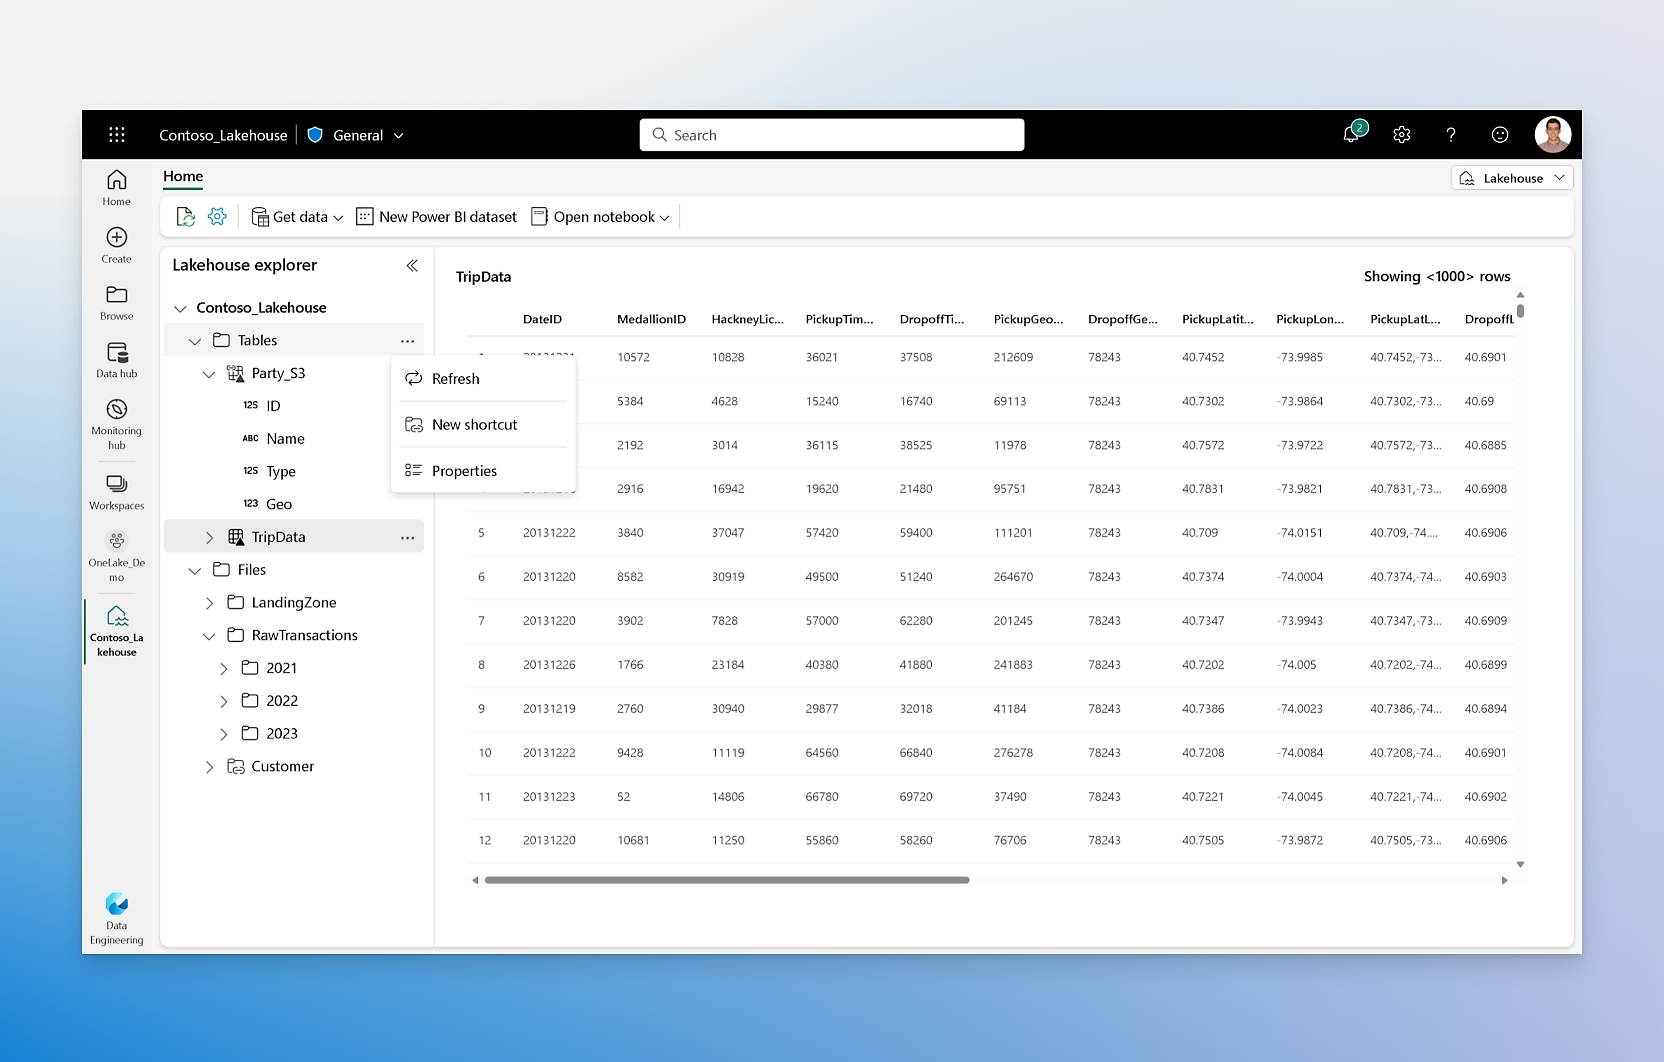 Contoso_Lakehouse
General
Search
2
Home
Lakehouse
Get data
New Power BI dataset
Open notebook
Home
Create
Browse
Data hub
Monitoring
hub
Workspaces
OneLake_De
mo
Contoso_La
kehouse
Data
Engineering
Lakehouse explorer
Contoso_Lakehouse
Tables
Party_S3
12S ID
ABC Name
12S Type
123 Geo
TripData
Files
LandingZone
RawTransactions
2021
2022
2023
Customer
Refresh
New shortcut
Properties
TripData
Showing <1000> rows
DateID MedallionID HackneyLic... PickupTim... DropoffTi... PickupGeo... DropoffGe... PickupLatit... PickupLon... PickupLatL... DropoffL
10572 10828 36021 37508 212609 78243 40.7452 -73.9985 40.7452,-73... 40.6901
5384 4628 15240 16740 69113 78243 40.7302 -73.9864 40.7302,-73... 40.69
2192 3014 36115 38525 11978 78243 40.7572 -73.9722 40.7572,-73... 40.6885
2916 16942 19620 21480 95751 78243 40.7831 -73.9821 40.7831,-73... 40.6908
5 20131222 3840 37047 57420 59400 111201 78243 40.709 -74.0151 40.709,-74.... 40.6906
6 20131220 8582 30919 49500 51240 264670 78243 40.7374 -74.0004 40.7374,-74... 40.6903
7 20131220 3902 7828 57000 62280 201245 78243 40.7347 -73.9943 40.7347,-73... 40.6909
8 20131226 1766 23184 40380 41880 241883 78243 40.7202 -74.005 40.7202,-74... 40.6899
9 20131219 2760 30940 29877 32018 41184 78243 40.7386 -74.0023 40.7386,-74... 40.6894
10 20131222 9428 11119 64560 66840 276278 78243 40.7208 -74.0084 40.7208,-74... 40.6901
11 20131223 52 14806 66780 69720 37490 78243 40.7221 -74.0045 40.7221,-74... 40.6902
12 20131220 10681 11250 55860 58260 76706 78243 40.7505 -73.9872 40.7505,-73... 40.6906